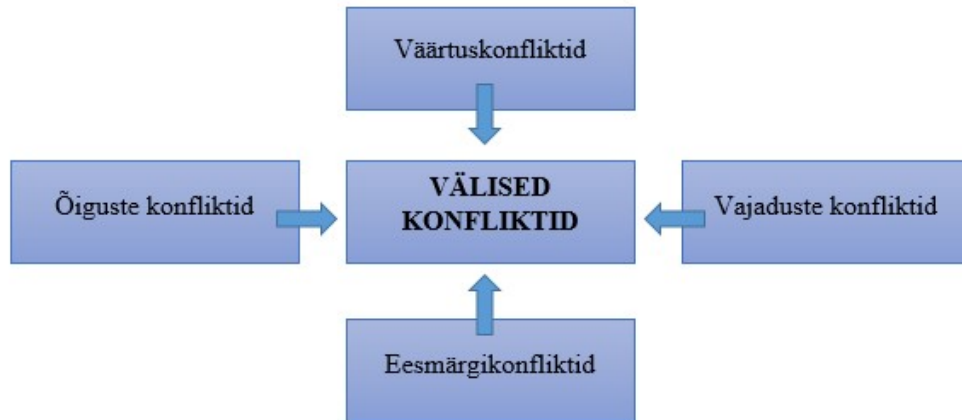 Väärtuskonfliktid
Õiguste konfliktid
VÄLISED
KONFLIKTID
Vajaduste konfliktid
Eesmärgikonfliktid